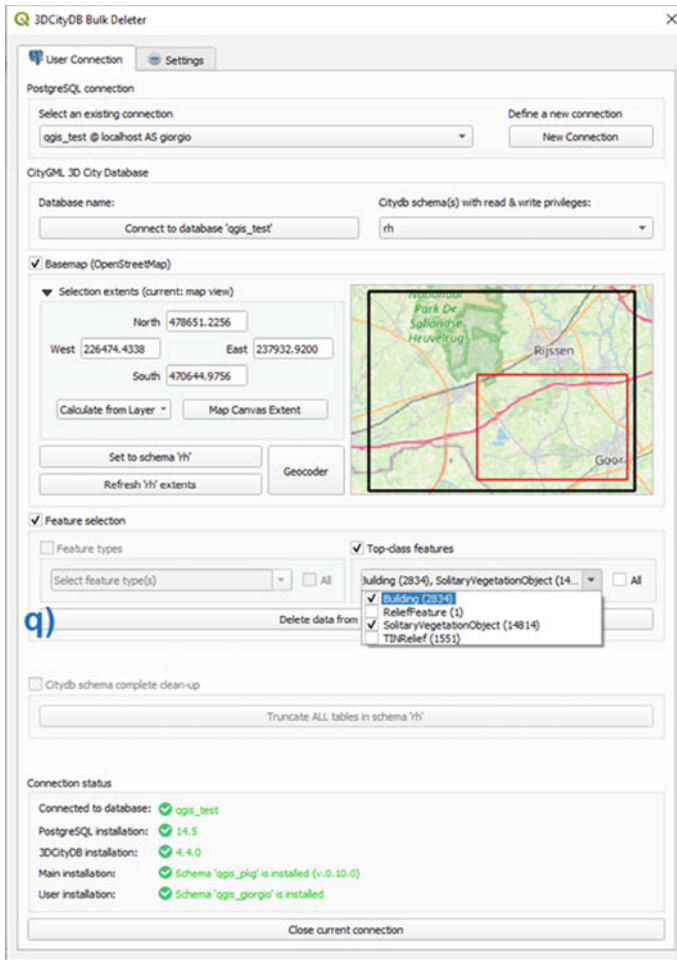 3DCityDB Bulk Deleter
User Connection
Settings
PostgreSQL connection
Select an existing connection
Define a new connection
qgis_test @ localhost AS giorgio
New Connection
CityGML 3D City Database
Database name:
Citydb schema(s) with read & write privileges:
Connect to database 'qgis_test'
rh
Basemap (OpenStreetMap)
Selection extents (current: map view)
North 478651.2256
West 226474.4338
East 237932.9200
South 470644.9756
Calculate from Layer
Map Canvas Extent
Set to schema 'rh'
Refresh 'rh' extents
Geocoder
Nationaal
Park De
Sallandse
Heuvelrug
Rijssen
Goor
Feature selection
Feature types
Top-class features
Select feature type(s)
All
Building (2834), SolitaryVegetationObject (14...
All
Building (2834)
ReliefFeature (1)
SolitaryVegetationObject (14814)
TINRelief (1551)
q)
Delete data from
Citydb schema complete clean-up
Truncate ALL tables in schema 'rh'
Connection status
Connected to database: qgis_test
PostgreSQL installation: 14.5
3DCityDB installation: 4.4.0
Main installation: Schema 'qgis_pkg' is installed (v.0.10.0)
User installation: Schema 'qgis_giorgio' is installed
Close current connection